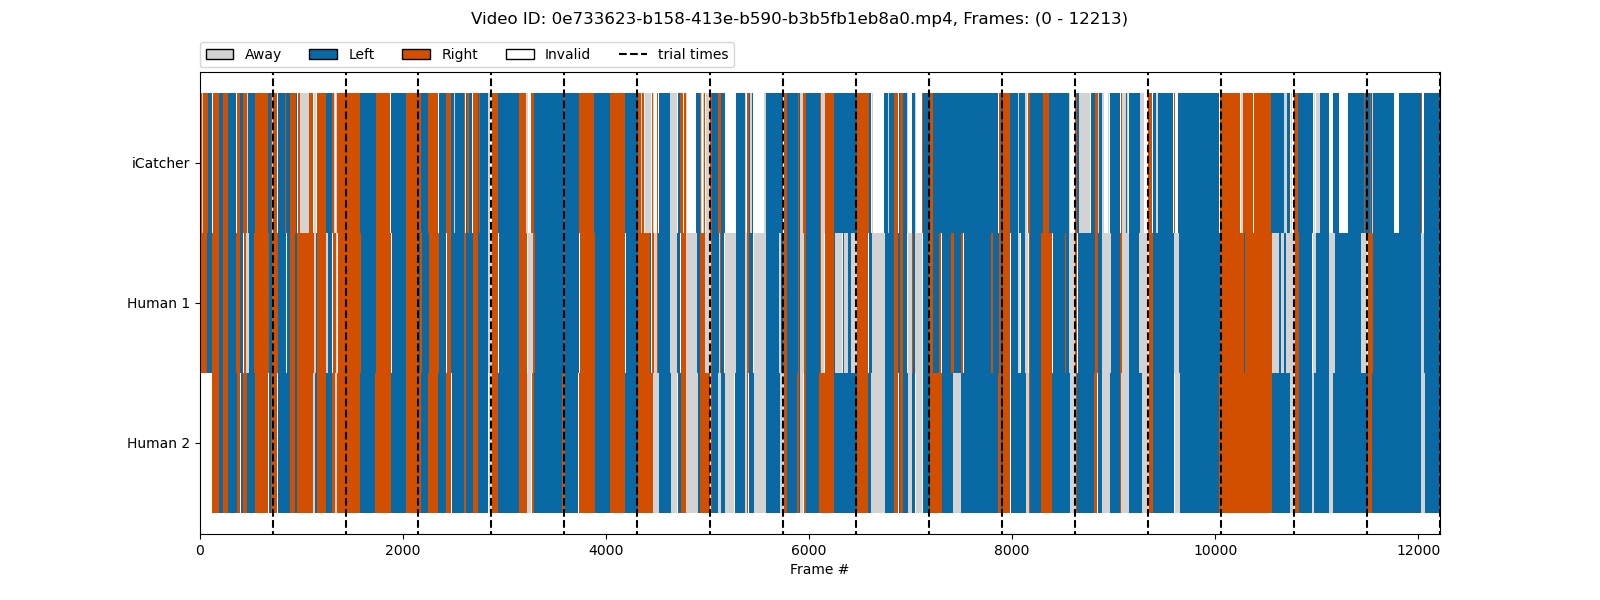 Video ID: 0e733623-b158-413e-b590-b3b5fb1eb8a0.mp4, Frames: (0 - 12213)
Away Left Right Invalid trial times
iCatcher
Human 1
Human 2
0 2000 4000 6000 8000 10000 12000
Frame #